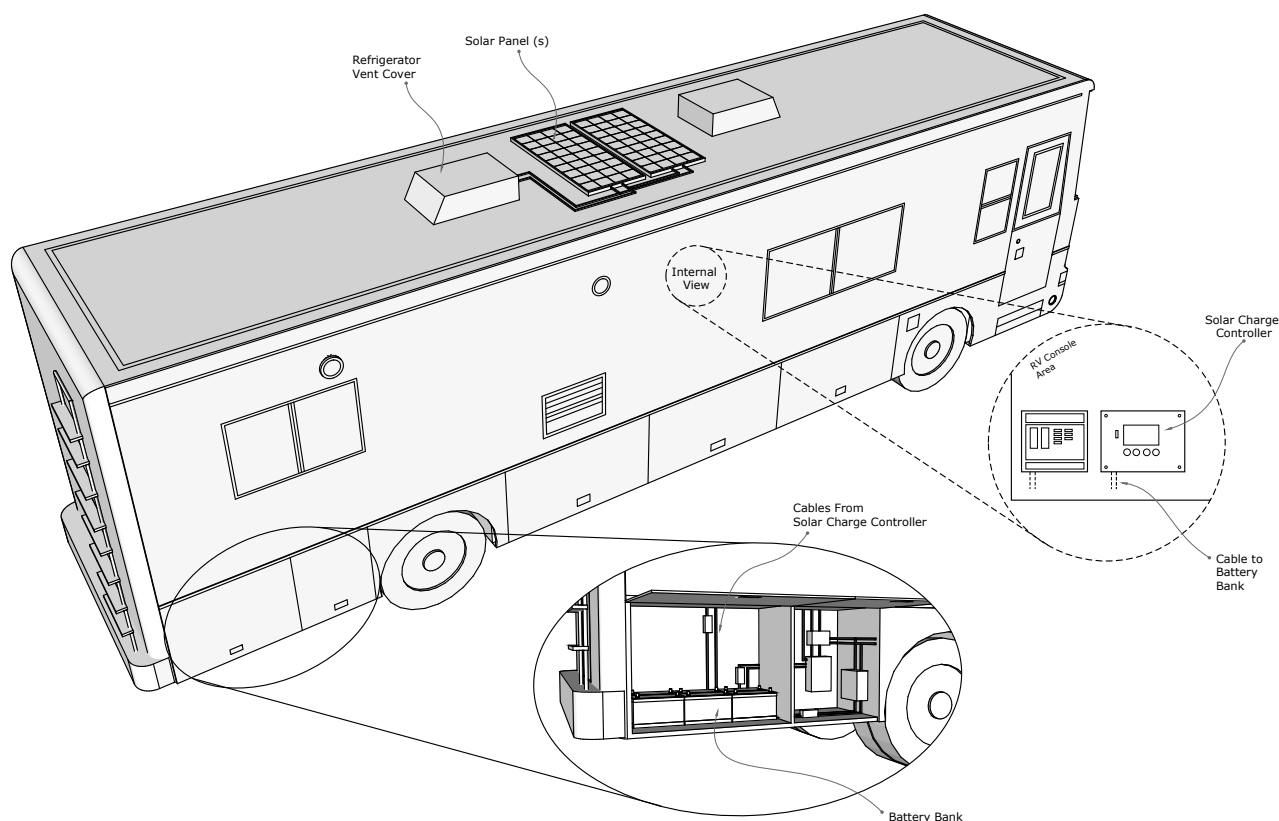 Solar Panel (s)
Refrigerator
Vent Cover
Internal
View
Solar Charge
Controller
RV Console
Area
Cables From
Solar Charge Controller
Cable to
Battery
Bank
Battery Bank